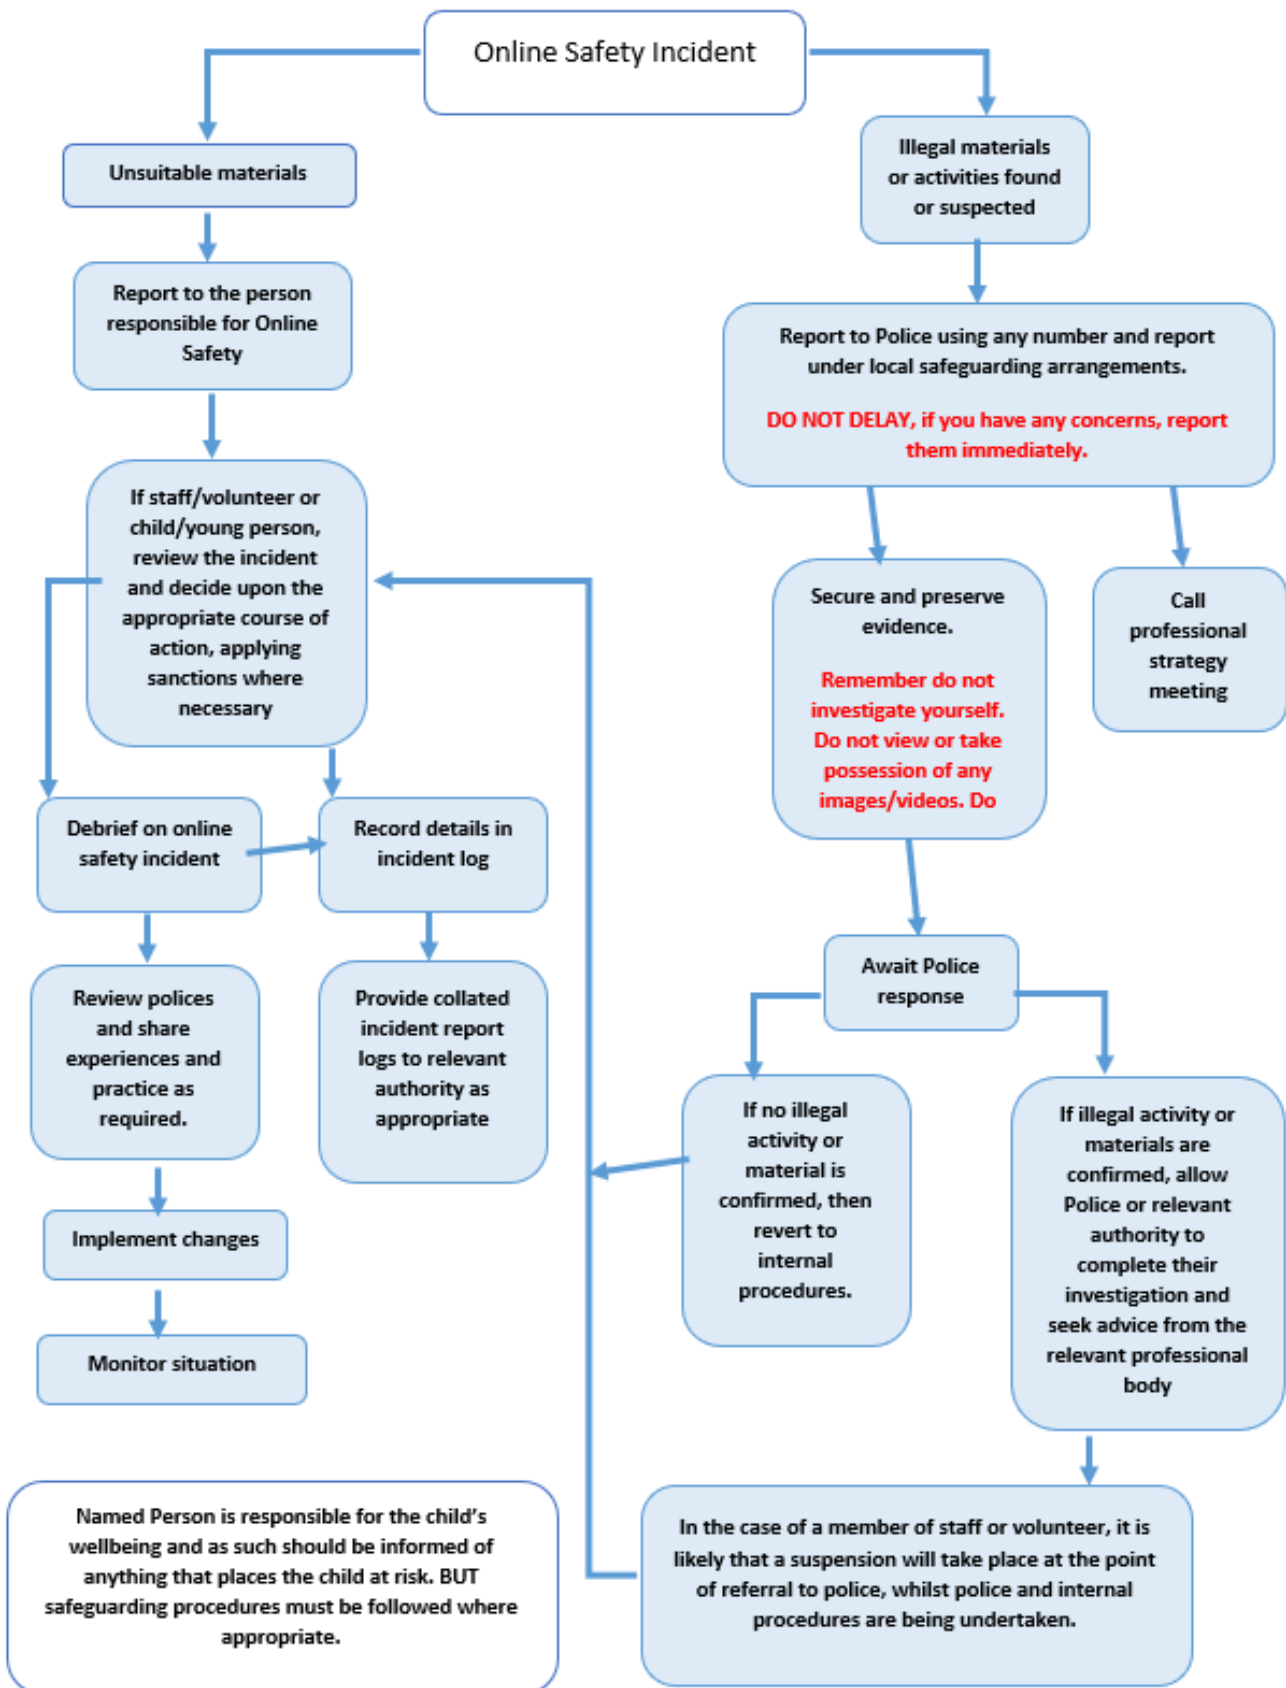 Online Safety Incident
Unsuitable materials
Report to the person
responsible for Online
Safety
If staff/volunteer or
child/young person,
review the incident
and decide upon the
appropriate course of
action, applying
sanctions where
necessary
Debrief on online
safety incident
Record details in
incident log
Review polices
and share
experiences and
practice as
required.
Provide collated
incident report
logs to relevant
authority as
appropriate
Implement changes
Monitor situation
Illegal materials
or activities found
or suspected
Report to Police using any number and report
under local safeguarding arrangements.
DO NOT DELAY, if you have any concerns, report
them immediately.
Secure and preserve
evidence.
Remember do not
investigate yourself.
Do not view or take
possession of any
images/videos. Do
Call
professional
strategy
meeting
Await Police
response
If no illegal
activity or
material is
confirmed, then
revert to
internal
procedures.
If illegal activity or
materials are
confirmed, allow
Police or relevant
authority to
complete their
investigation and
seek advice from the
relevant professional
body
In the case of a member of staff or volunteer, it is
likely that a suspension will take place at the point
of referral to police, whilst police and internal
procedures are being undertaken.
Named Person is responsible for the child’s
wellbeing and as such should be informed of
anything that places the child at risk. BUT
safeguarding procedures must be followed where
appropriate.